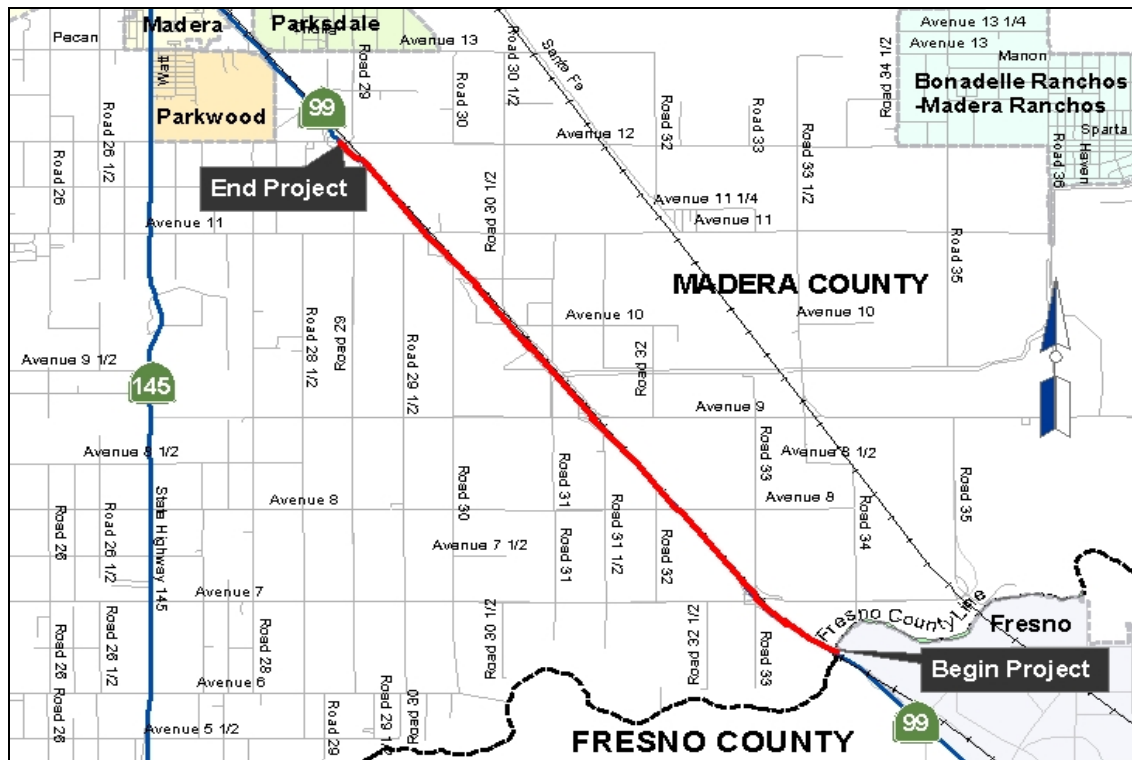 Madera
Parksdale
Pecan
Avenue 13
Road 29
Road 30 1/2
Santa Fe
Road 34 1/2
Avenue 13 1/4
Avenue 13
Manon
Bonadelle Ranchos
-Madera Ranchos
Sparta
Haven
Road 36
Watt
Parkwood
99
Road 26 1/2
Road 26
Road 30
Avenue 12
Road 32
Road 33
Road 33 1/2
End Project
Road 30 1/2
Avenue 11 1/4
Avenue 11
Avenue 11
Road 35
MADERA COUNTY
Road 28 1/2
Road 29
Road 29 1/2
Avenue 10
Avenue 10
Road 32
Avenue 9 1/2
145
Avenue 9
Avenue 8 1/2
Avenue 8 1/2
Road 33
Road 26
Road 26 1/2
State Highway 145
Avenue 8
Road 30
Road 31
Road 31 1/2
Avenue 8
Road 34
Road 35
Avenue 7 1/2
Road 31
Road 32
Avenue 7
Road 26
Road 26 1/2
Road 28
Road 30 1/2
Road 32 1/2
Road 33
Fresno County Line
Fresno
Begin Project
Avenue 6
Road 26
Avenue 5 1/2
Road 29
Road 29 1/2
Road 30
FRESNO COUNTY
99